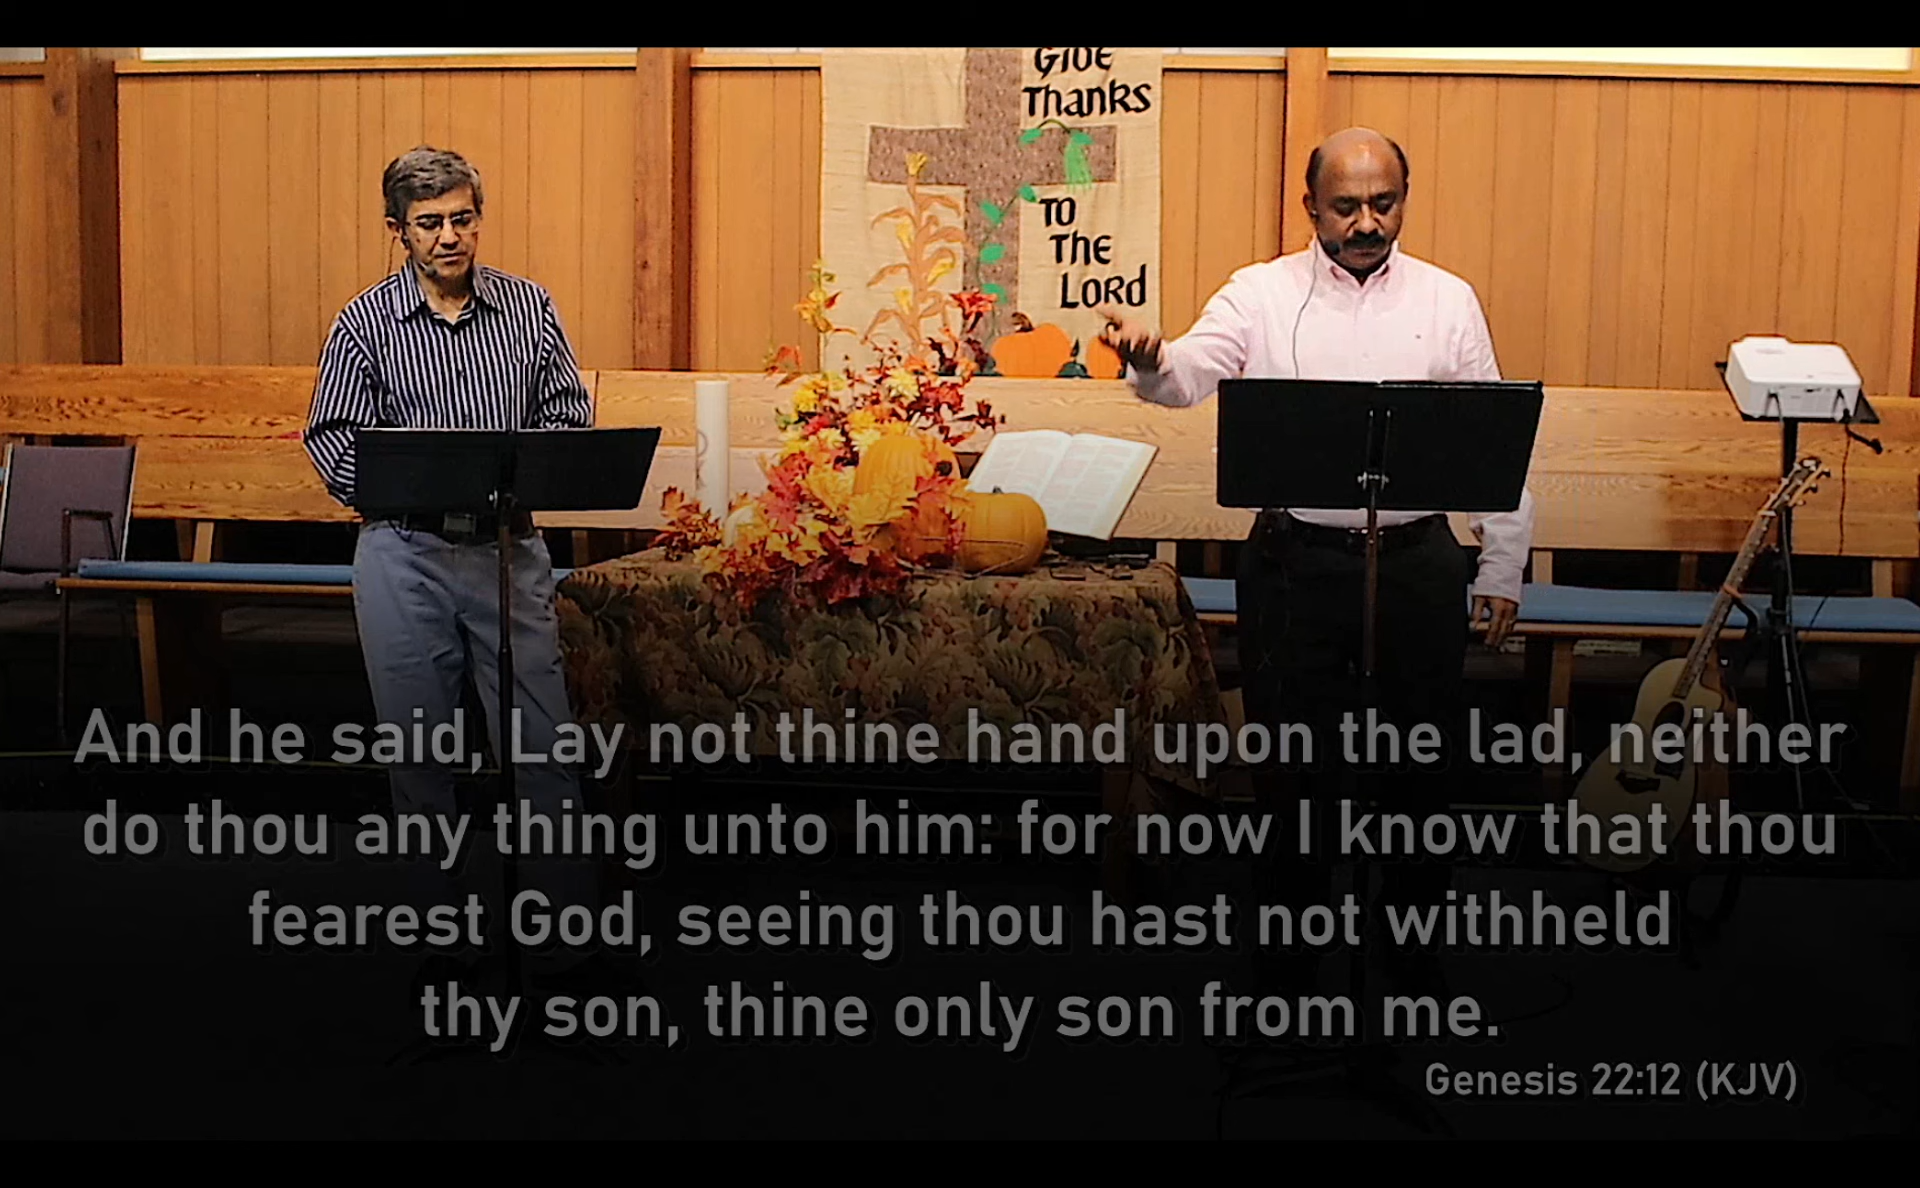 Give
Thanks
TO
THE
LORD
And he said, Lay not thine hand upon the lad, neither
do thou any thing unto him: for now I know that thou
fearest God, seeing thou hast not withheld
thy son, thine only son from me.
Genesis 22:12 (KJV)